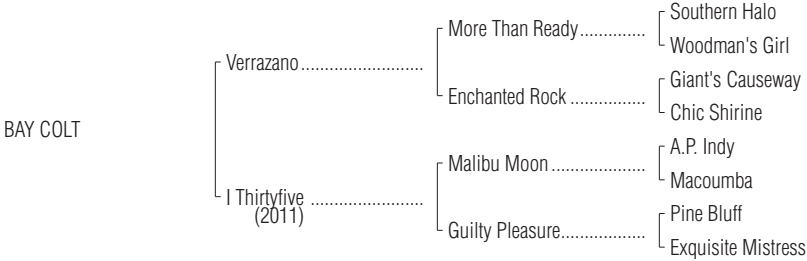 Southern Halo
More Than Ready..............
Woodman's Girl
Verrazano..........................
Giant's Causeway
Enchanted Rock ................
Chic Shirine
BAY COLT
A.P. Indy
Malibu Moon ....................
Macoumba
I Thirtyfive ........................
(2011)
Pine Bluff
Guilty Pleasure..................
Exquisite Mistress